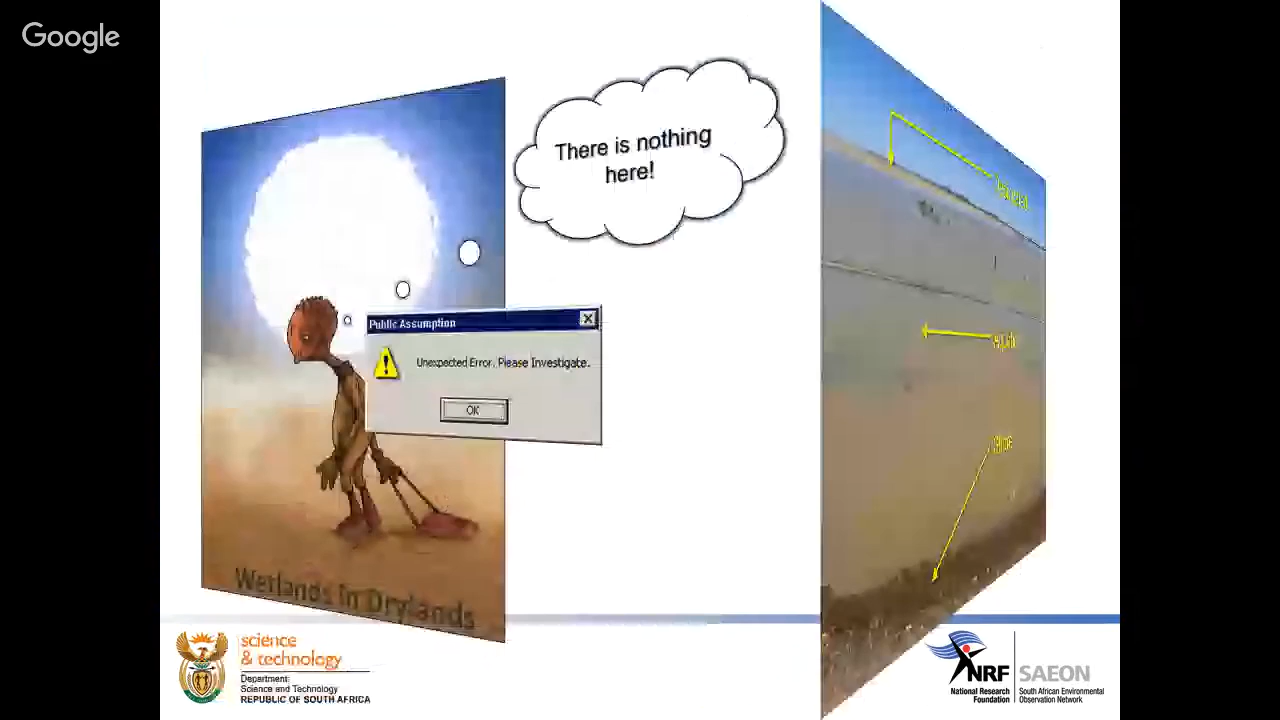 Google
There is nothing
here!
Public Assumption
Unexpected Error. Please Investigate.
OK
Wetlands in Drylands
science
& technology
Department:
Science and Technology
REPUBLIC OF SOUTH AFRICA
NRF
National Research
Foundation
SAEON
South African Environmental
Observation Network